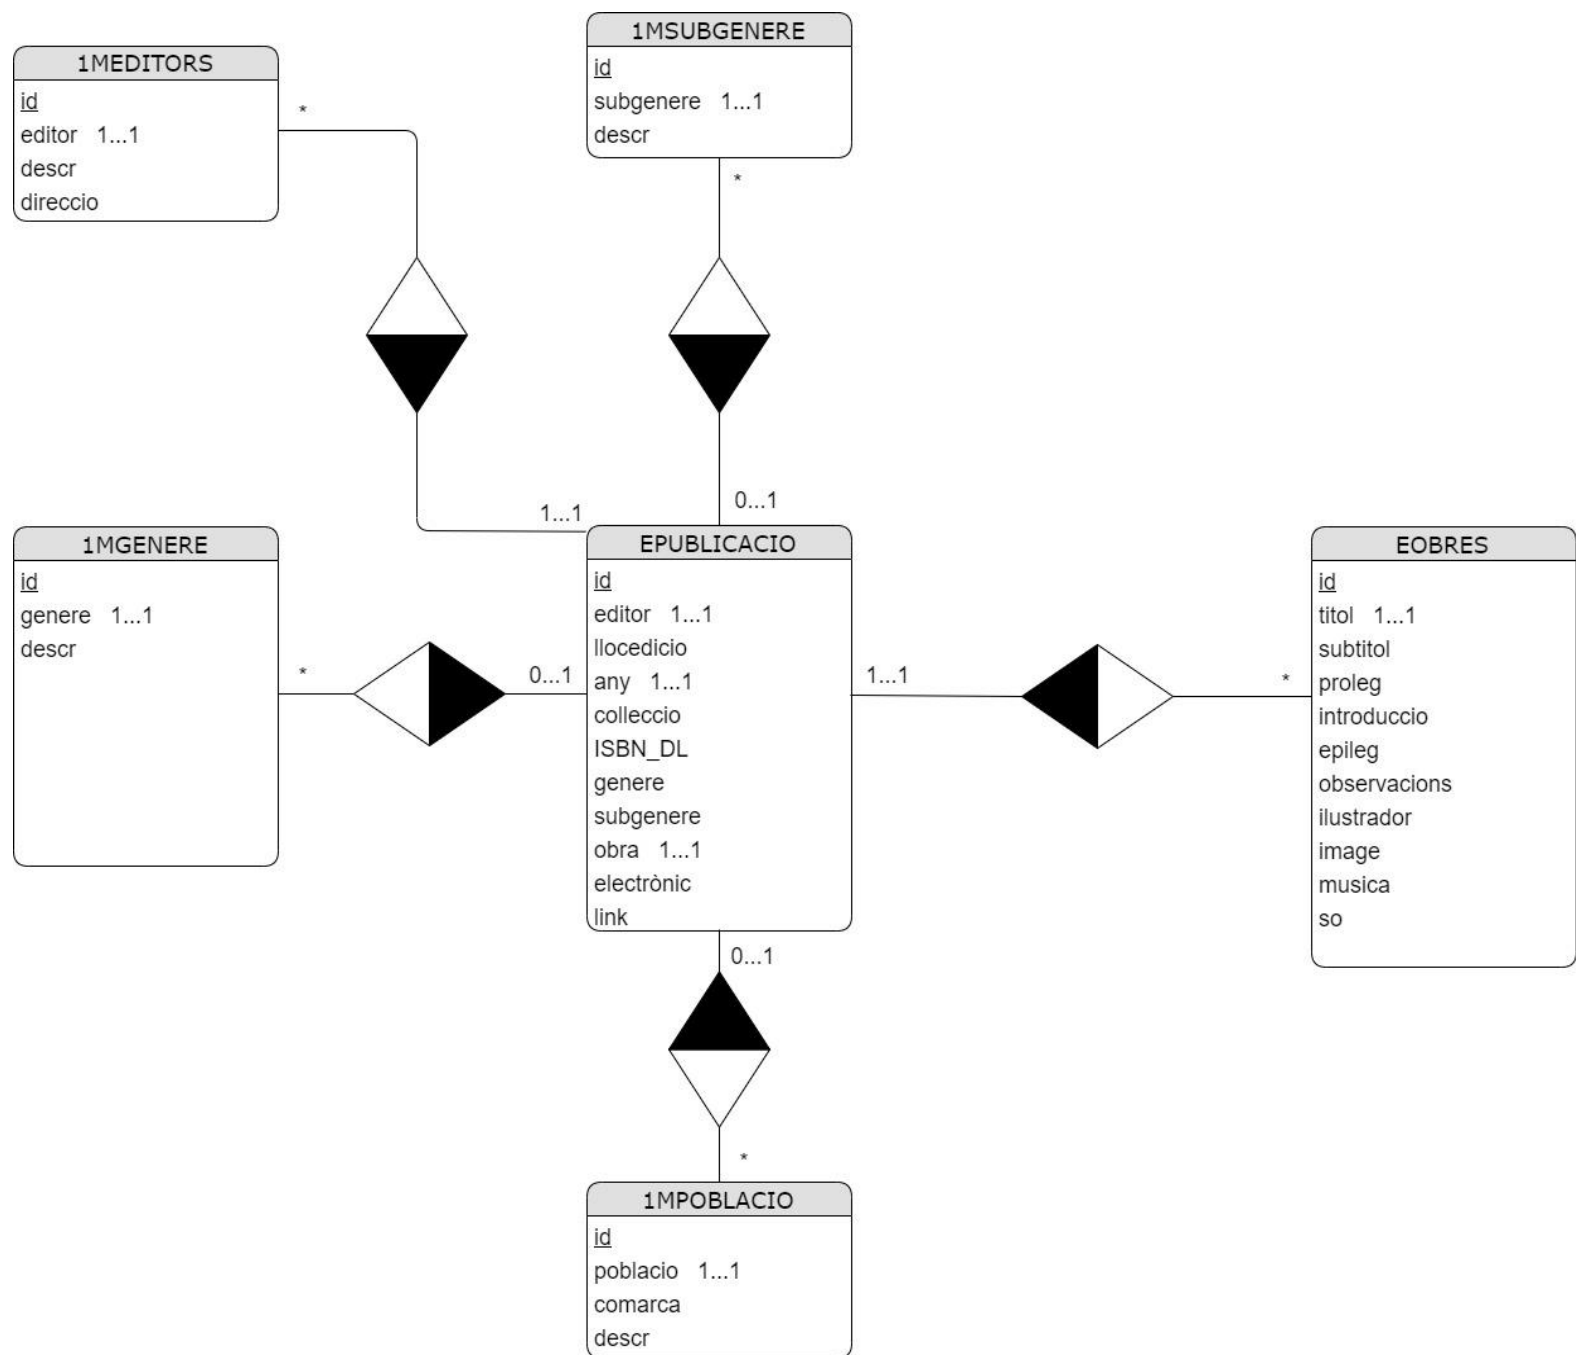 1MEDITORS
id
editor 1...1
descr
direccio
*
1MSUBGENERE
id
subgenere 1...1
descr
*
1...1
0...1
1MGENERE
id
genere 1...1
descr
*
0...1
EPUBLICACIO
id
editor 1...1
llocedicio
any 1...1
colleccio
ISBN_DL
genere
subgenere
obra 1...1
electrònic
link
1...1
*
EOBRES
id
titol 1...1
subtitol
proleg
introduccio
epileg
observacions
ilustrador
image
musica
so
0...1
*
1MPOBLACIO
id
poblacio 1...1
comarca
descr